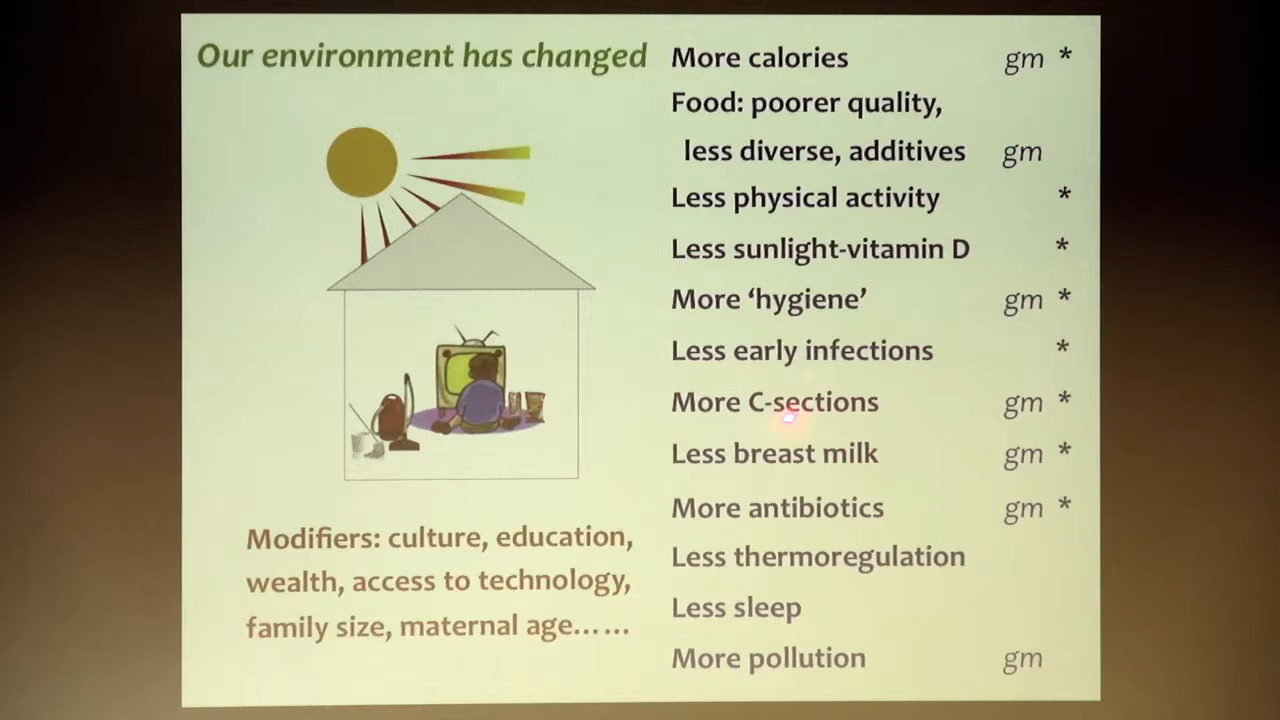 Our environment has changed
More calories gm *
Food: poorer quality,
less diverse, additives gm
Less physical activity *
Less sunlight-vitamin D *
More ‘hygiene’ gm *
Less early infections *
More C-sections gm *
Less breast milk gm *
More antibiotics gm *
Less thermoregulation
Less sleep
More pollution gm
Modifiers: culture, education,
wealth, access to technology,
family size, maternal age……